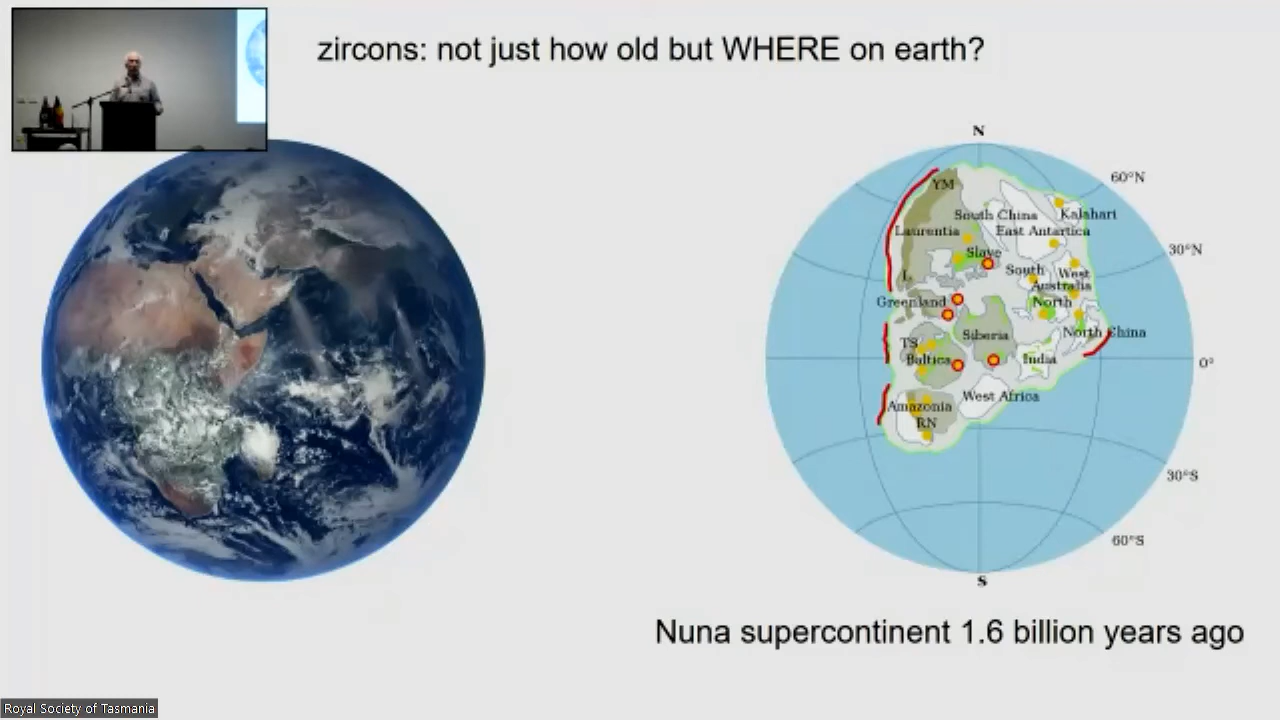 zircons: not just how old but WHERE on earth?
N
60°N
YM
South China
Kalahari
Laurentia
East Antartica
30°N
Slave
South
West
L
Australia
Greenland
North
North China
TS
Siberia
Baltica
India
0°
West Africa
Amazonia
RN
30°S
60°S
S
Nuna supercontinent 1.6 billion years ago
Royal Society of Tasmania